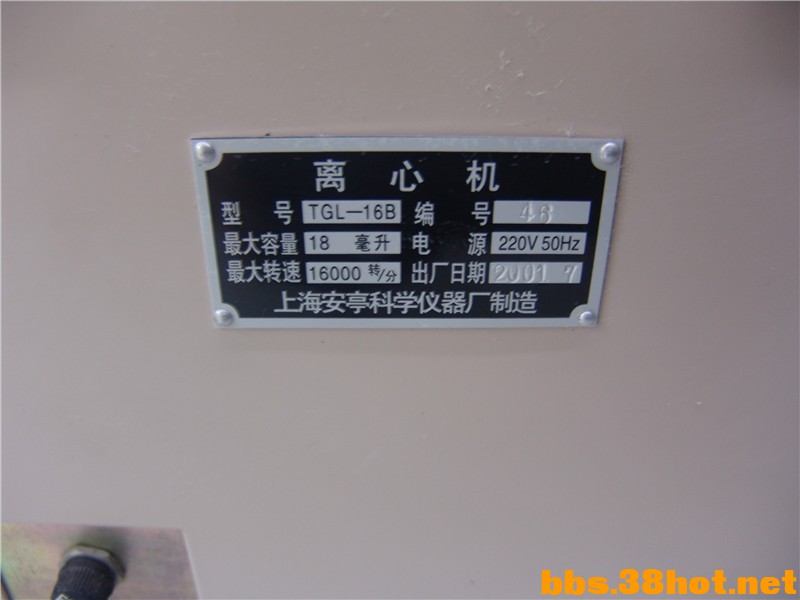 离心机
型号 TGL-16B 编号 46
最大容量 18 毫升 电源 220V 50Hz
最大转速 16000 转/分 出厂日期 2001 7
上海安亭科学仪器厂制造
bbs.38hot.net